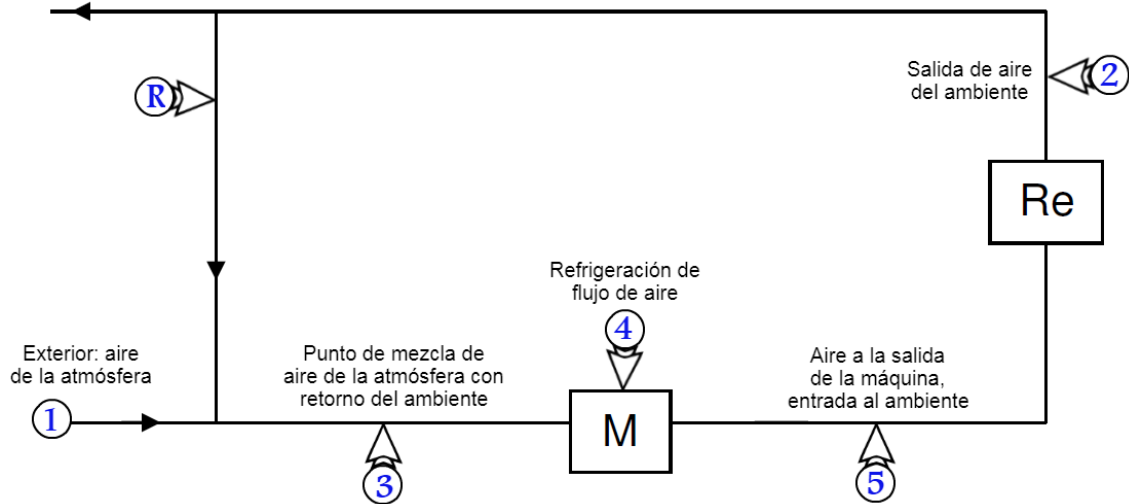 R
Salida de aire
del ambiente
2
Re
Refrigeración de
flujo de aire
4
Exterior: aire
de la atmósfera
1
Punto de mezcla de
aire de la atmósfera con
retorno del ambiente
3
M
Aire a la salida
de la máquina,
entrada al ambiente
5